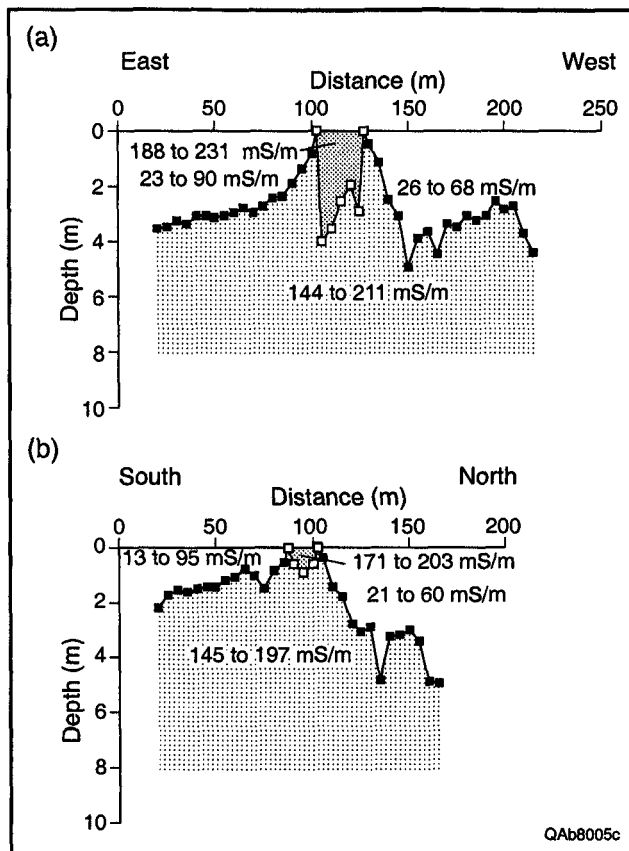 (a)
East West
Distance (m)
0 50 100 150 200 250
0
188 to 231 mS/m
23 to 90 mS/m
26 to 68 mS/m
2
4
144 to 211 mS/m
6
8
10
Depth (m)
(b)
South North
Distance (m)
0 50 100 150 200
0
13 to 95 mS/m 171 to 203 mS/m
21 to 60 mS/m
2
145 to 197 mS/m
4
6
8
10
Depth (m)
QAb8005c